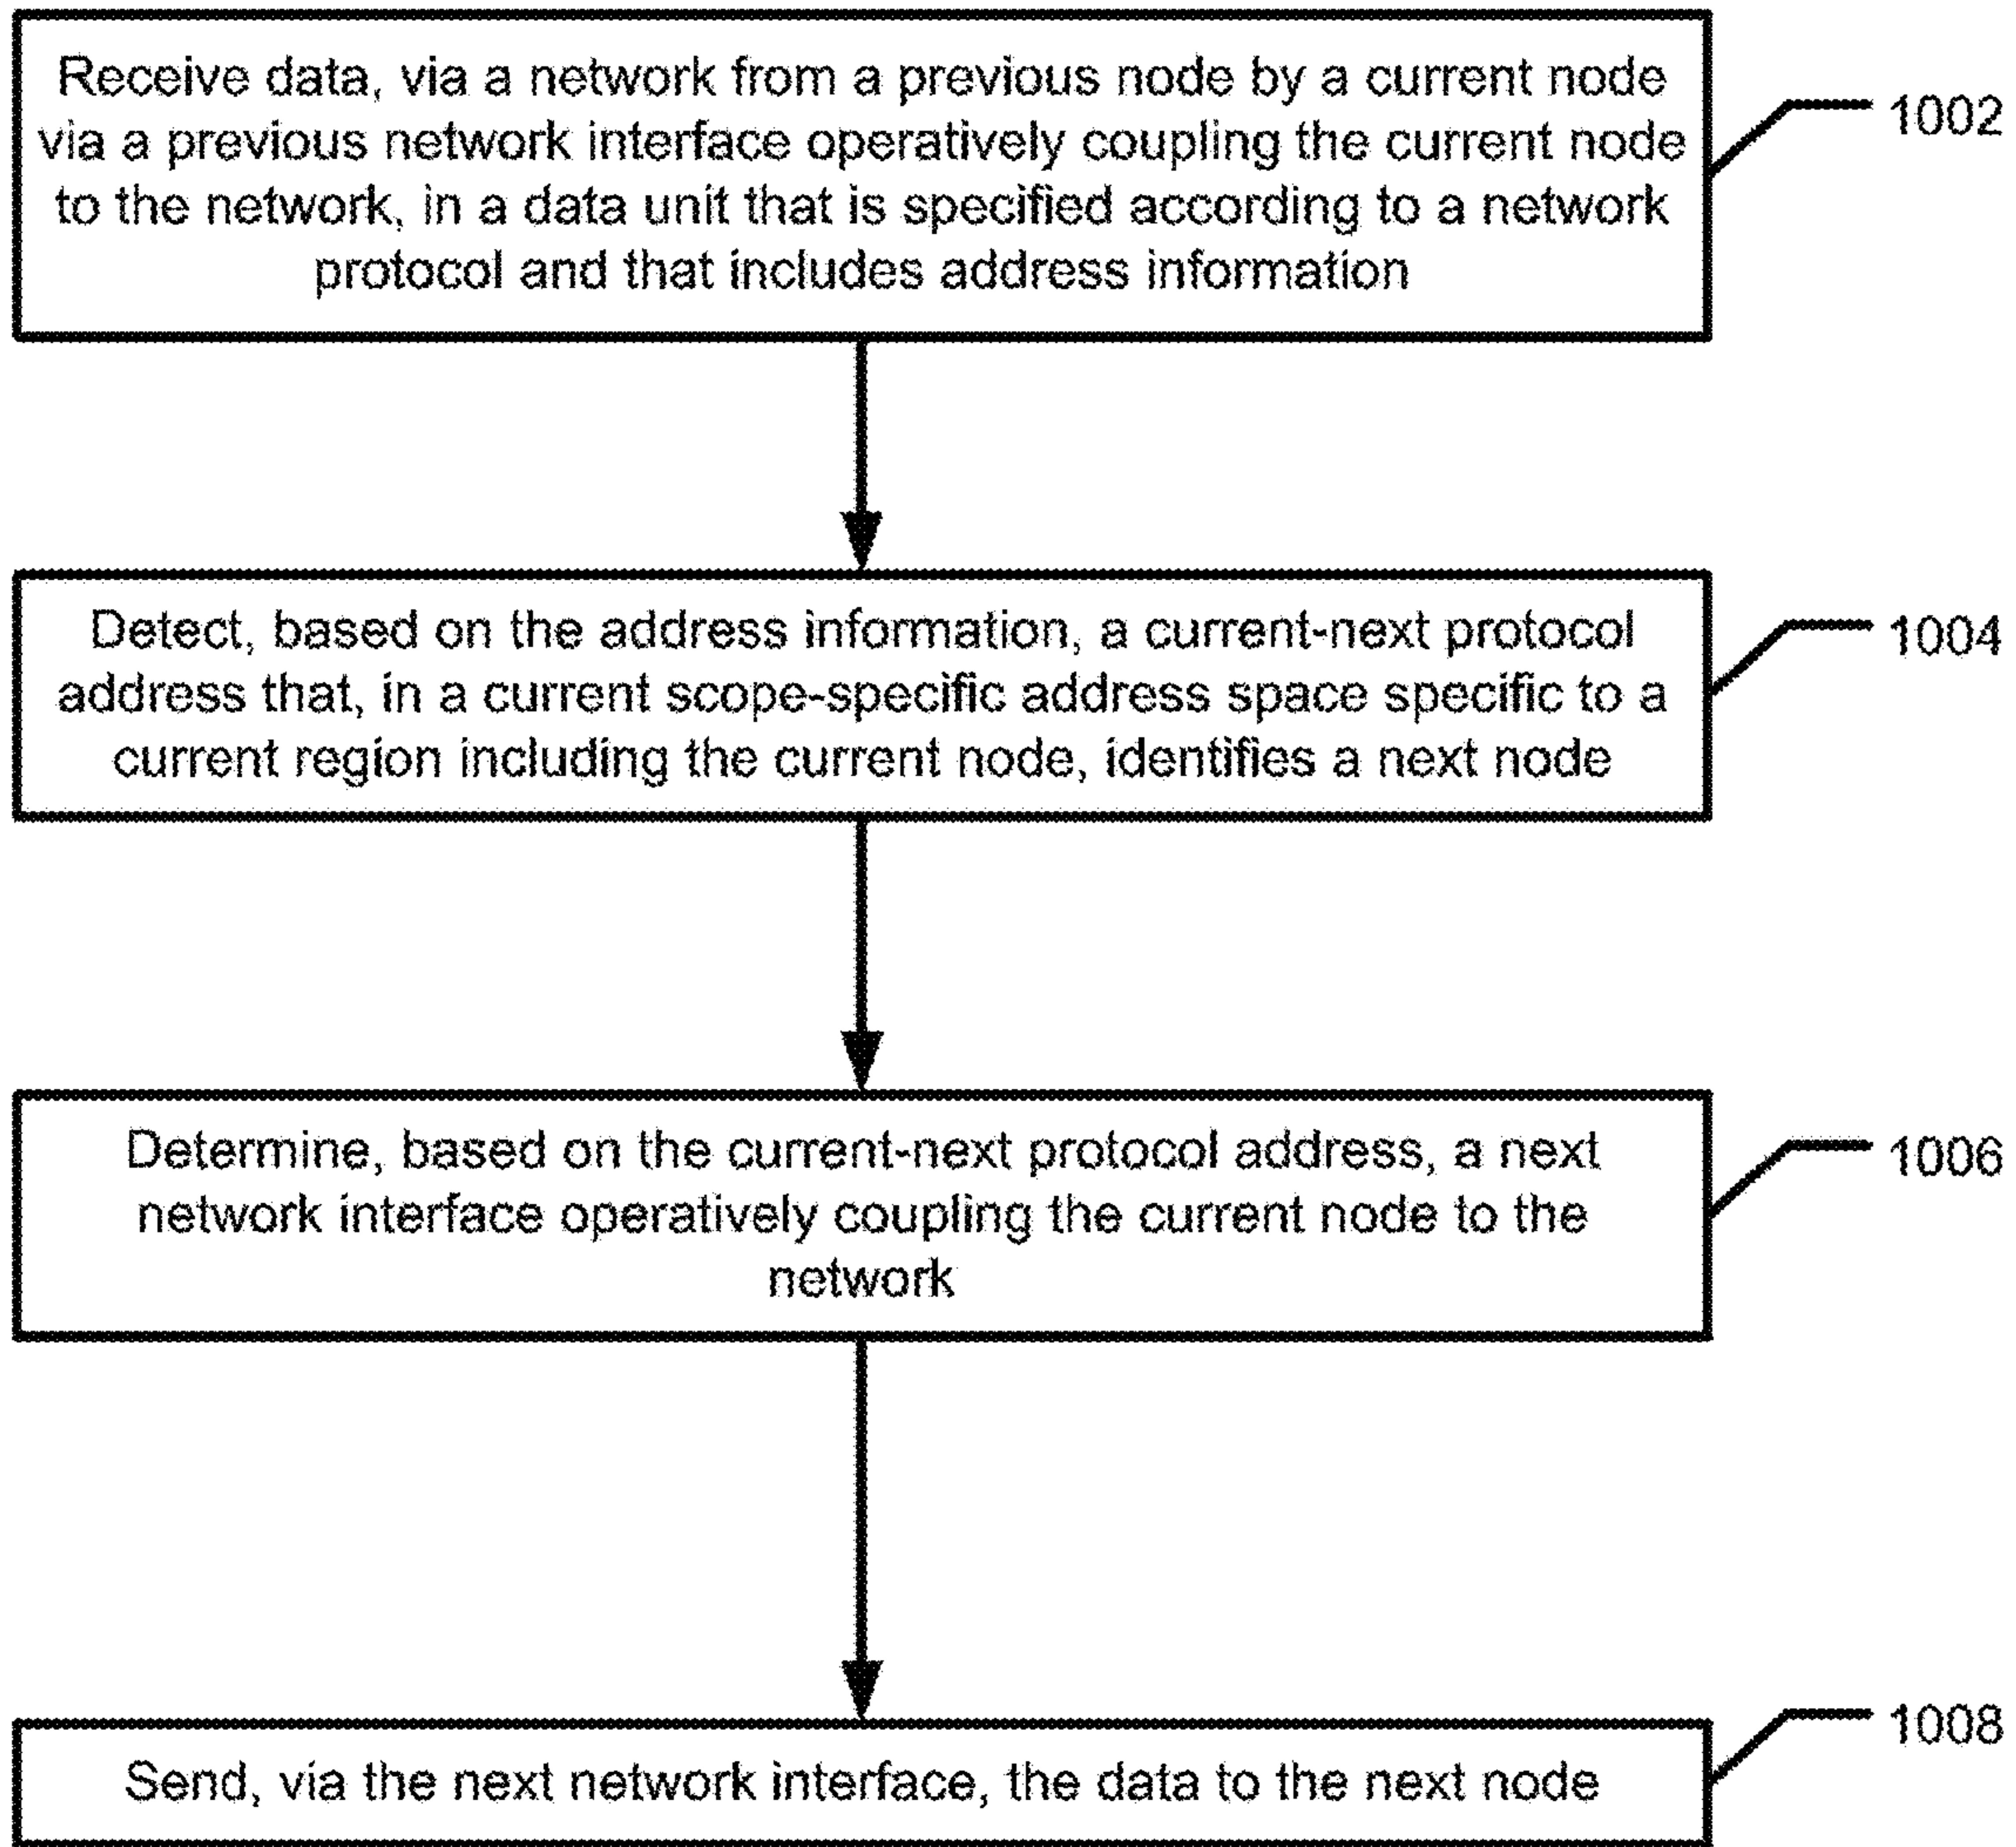 Receive data, via a network from a previous node by a current node
via a previous network interface operatively coupling the current node
to the network, in a data unit that is specified according to a network
protocol and that includes address information
1002
Detect, based on the address information, a current-next protocol
address that, in a current scope-specific address space specific to a
current region including the current node, identifies a next node
1004
Determine, based on the current-next protocol address, a next
network interface operatively coupling the current node to the
network
1006
Send, via the next network interface, the data to the next node
1008